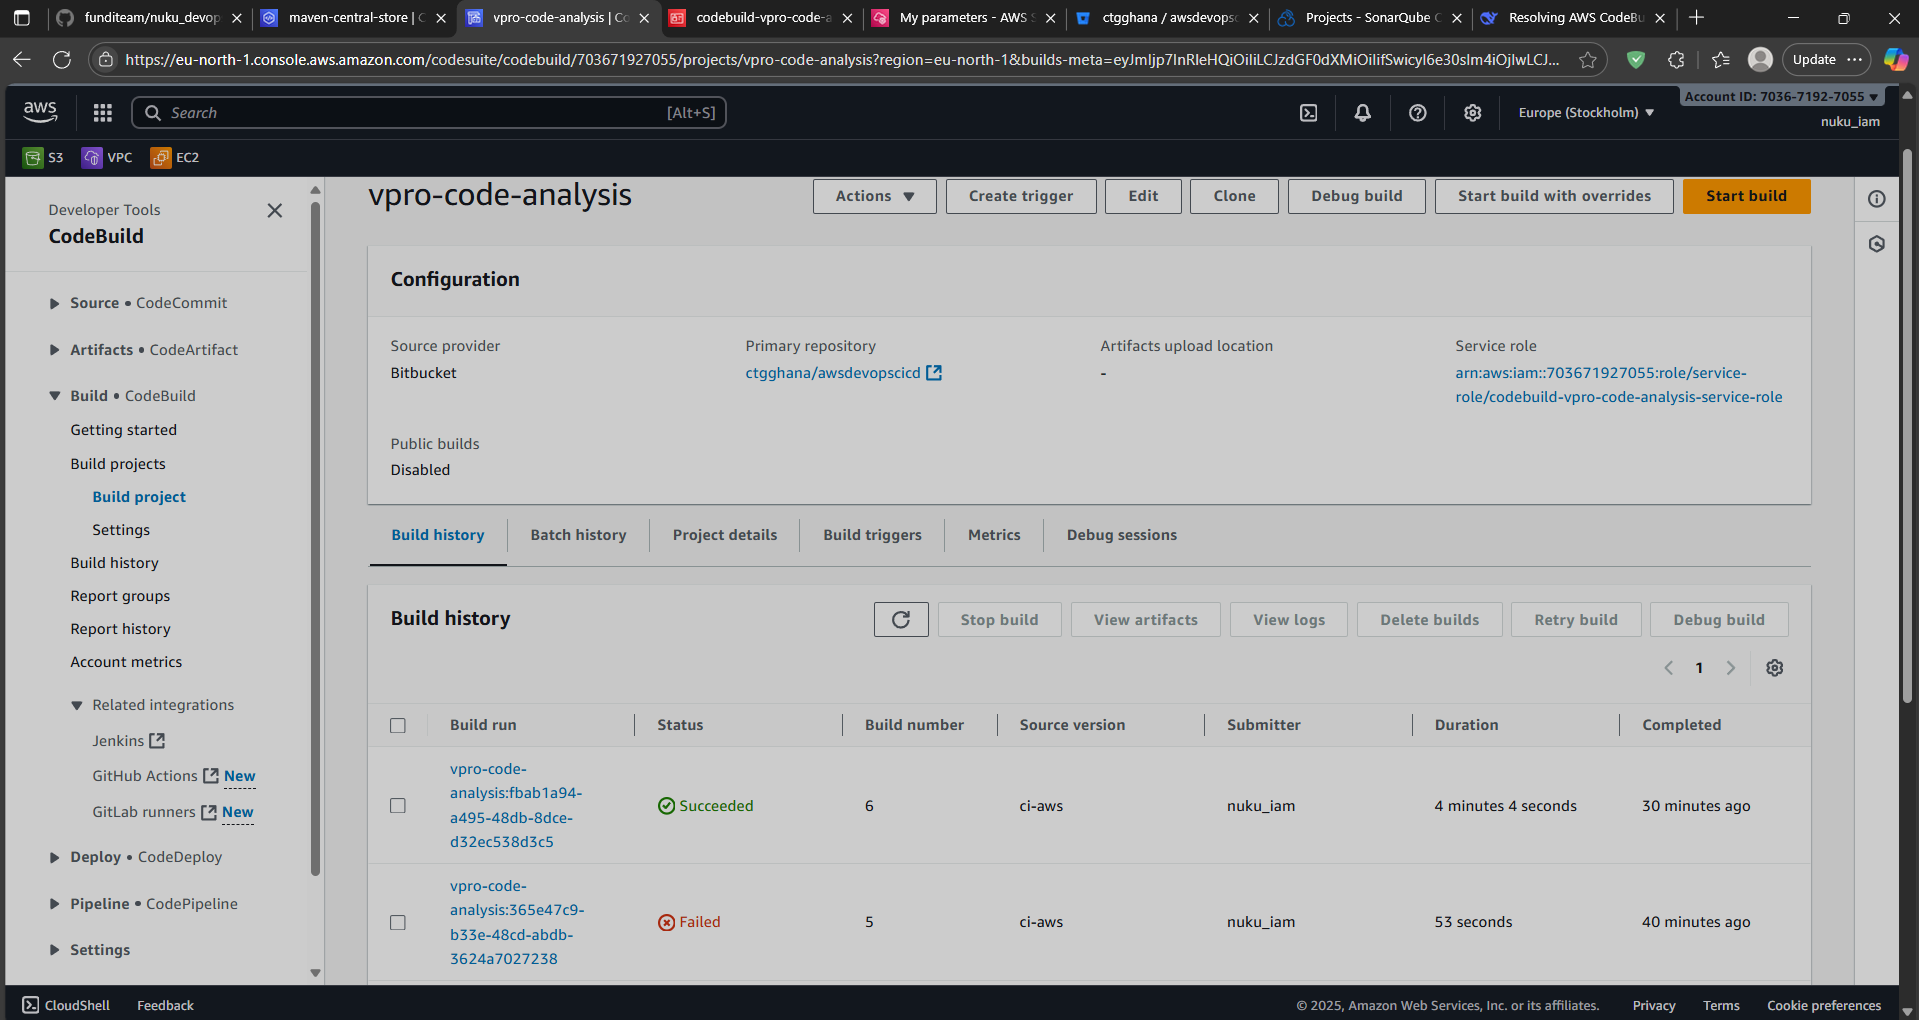 funditeam/nuku_devop
maven-central-store | C
vpro-code-analysis | Co
codebuild-vpro-code-a
My parameters - AWS S
ctgghana / awsdevopsc
Projects - SonarQube C
Resolving AWS CodeBu
https://eu-north-1.console.aws.amazon.com/codesuite/codebuild/703671927055/projects/vpro-code-analysis?region=eu-north-1&builds-meta=
Update
aws
Search
[Alt+S]
Europe (Stockholm)
Account ID: 7036-7192-7055
nuku_iam
S3
VPC
EC2
Developer Tools
CodeBuild
Source • CodeCommit
Artifacts • CodeArtifact
Build • CodeBuild
Getting started
Build projects
Build project
Settings
Build history
Report groups
Report history
Account metrics
Related integrations
Jenkins
GitHub Actions New
GitLab runners New
Deploy • CodeDeploy
Pipeline • CodePipeline
Settings
vpro-code-analysis
Actions
Create trigger
Edit
Clone
Debug build
Start build with overrides
Start build
Configuration
Source provider
Bitbucket
Primary repository
ctgghana/awsdevopscicd
Artifacts upload location
-
Service role
arn:aws:iam::703671927055:role/service-
role/codebuild-vpro-code-analysis-service-role
Public builds
Disabled
Build history
Batch history
Project details
Build triggers
Metrics
Debug sessions
Build history
Stop build
View artifacts
View logs
Delete builds
Retry build
Debug build
1
Build run
Status
Build number
Source version
Submitter
Duration
Completed
vpro-code-
analysis:fbab1a94-
a495-48db-8dce-
d32ec538d3c5
Succeeded
6
ci-aws
nuku_iam
4 minutes 4 seconds
30 minutes ago
vpro-code-
analysis:365e47c9-
b33e-48cd-abdb-
3624a7027238
Failed
5
ci-aws
nuku_iam
53 seconds
40 minutes ago
CloudShell
Feedback
© 2025, Amazon Web Services, Inc. or its affiliates.
Privacy
Terms
Cookie preferences